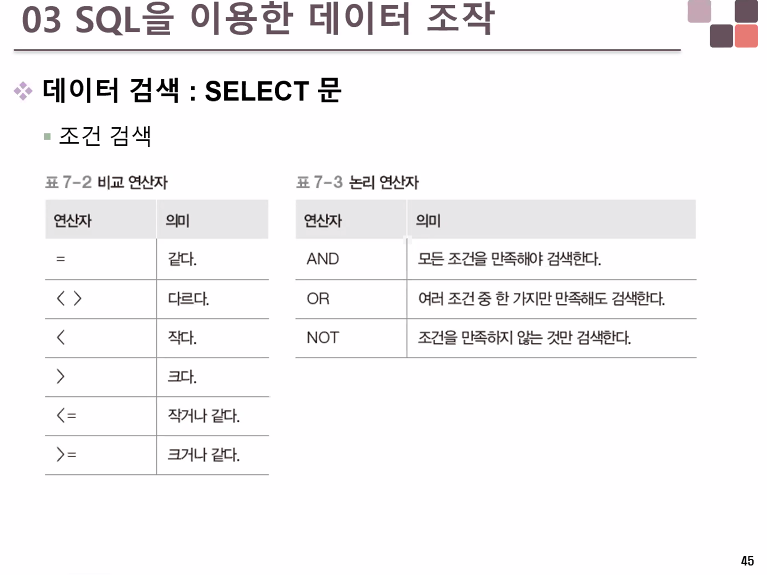 03 SQL을 이용한 데이터 조작
데이터 검색 : SELECT 문
조건 검색
표 7-2 비교 연산자
연산자 의미
= 같다.
< > 다르다.
< 작다.
> 크다.
<= 작거나 같다.
>= 크거나 같다.
표 7-3 논리 연산자
연산자 의미
AND 모든 조건을 만족해야 검색한다.
OR 여러 조건 중 한 가지만 만족해도 검색한다.
NOT 조건을 만족하지 않는 것만 검색한다.
45